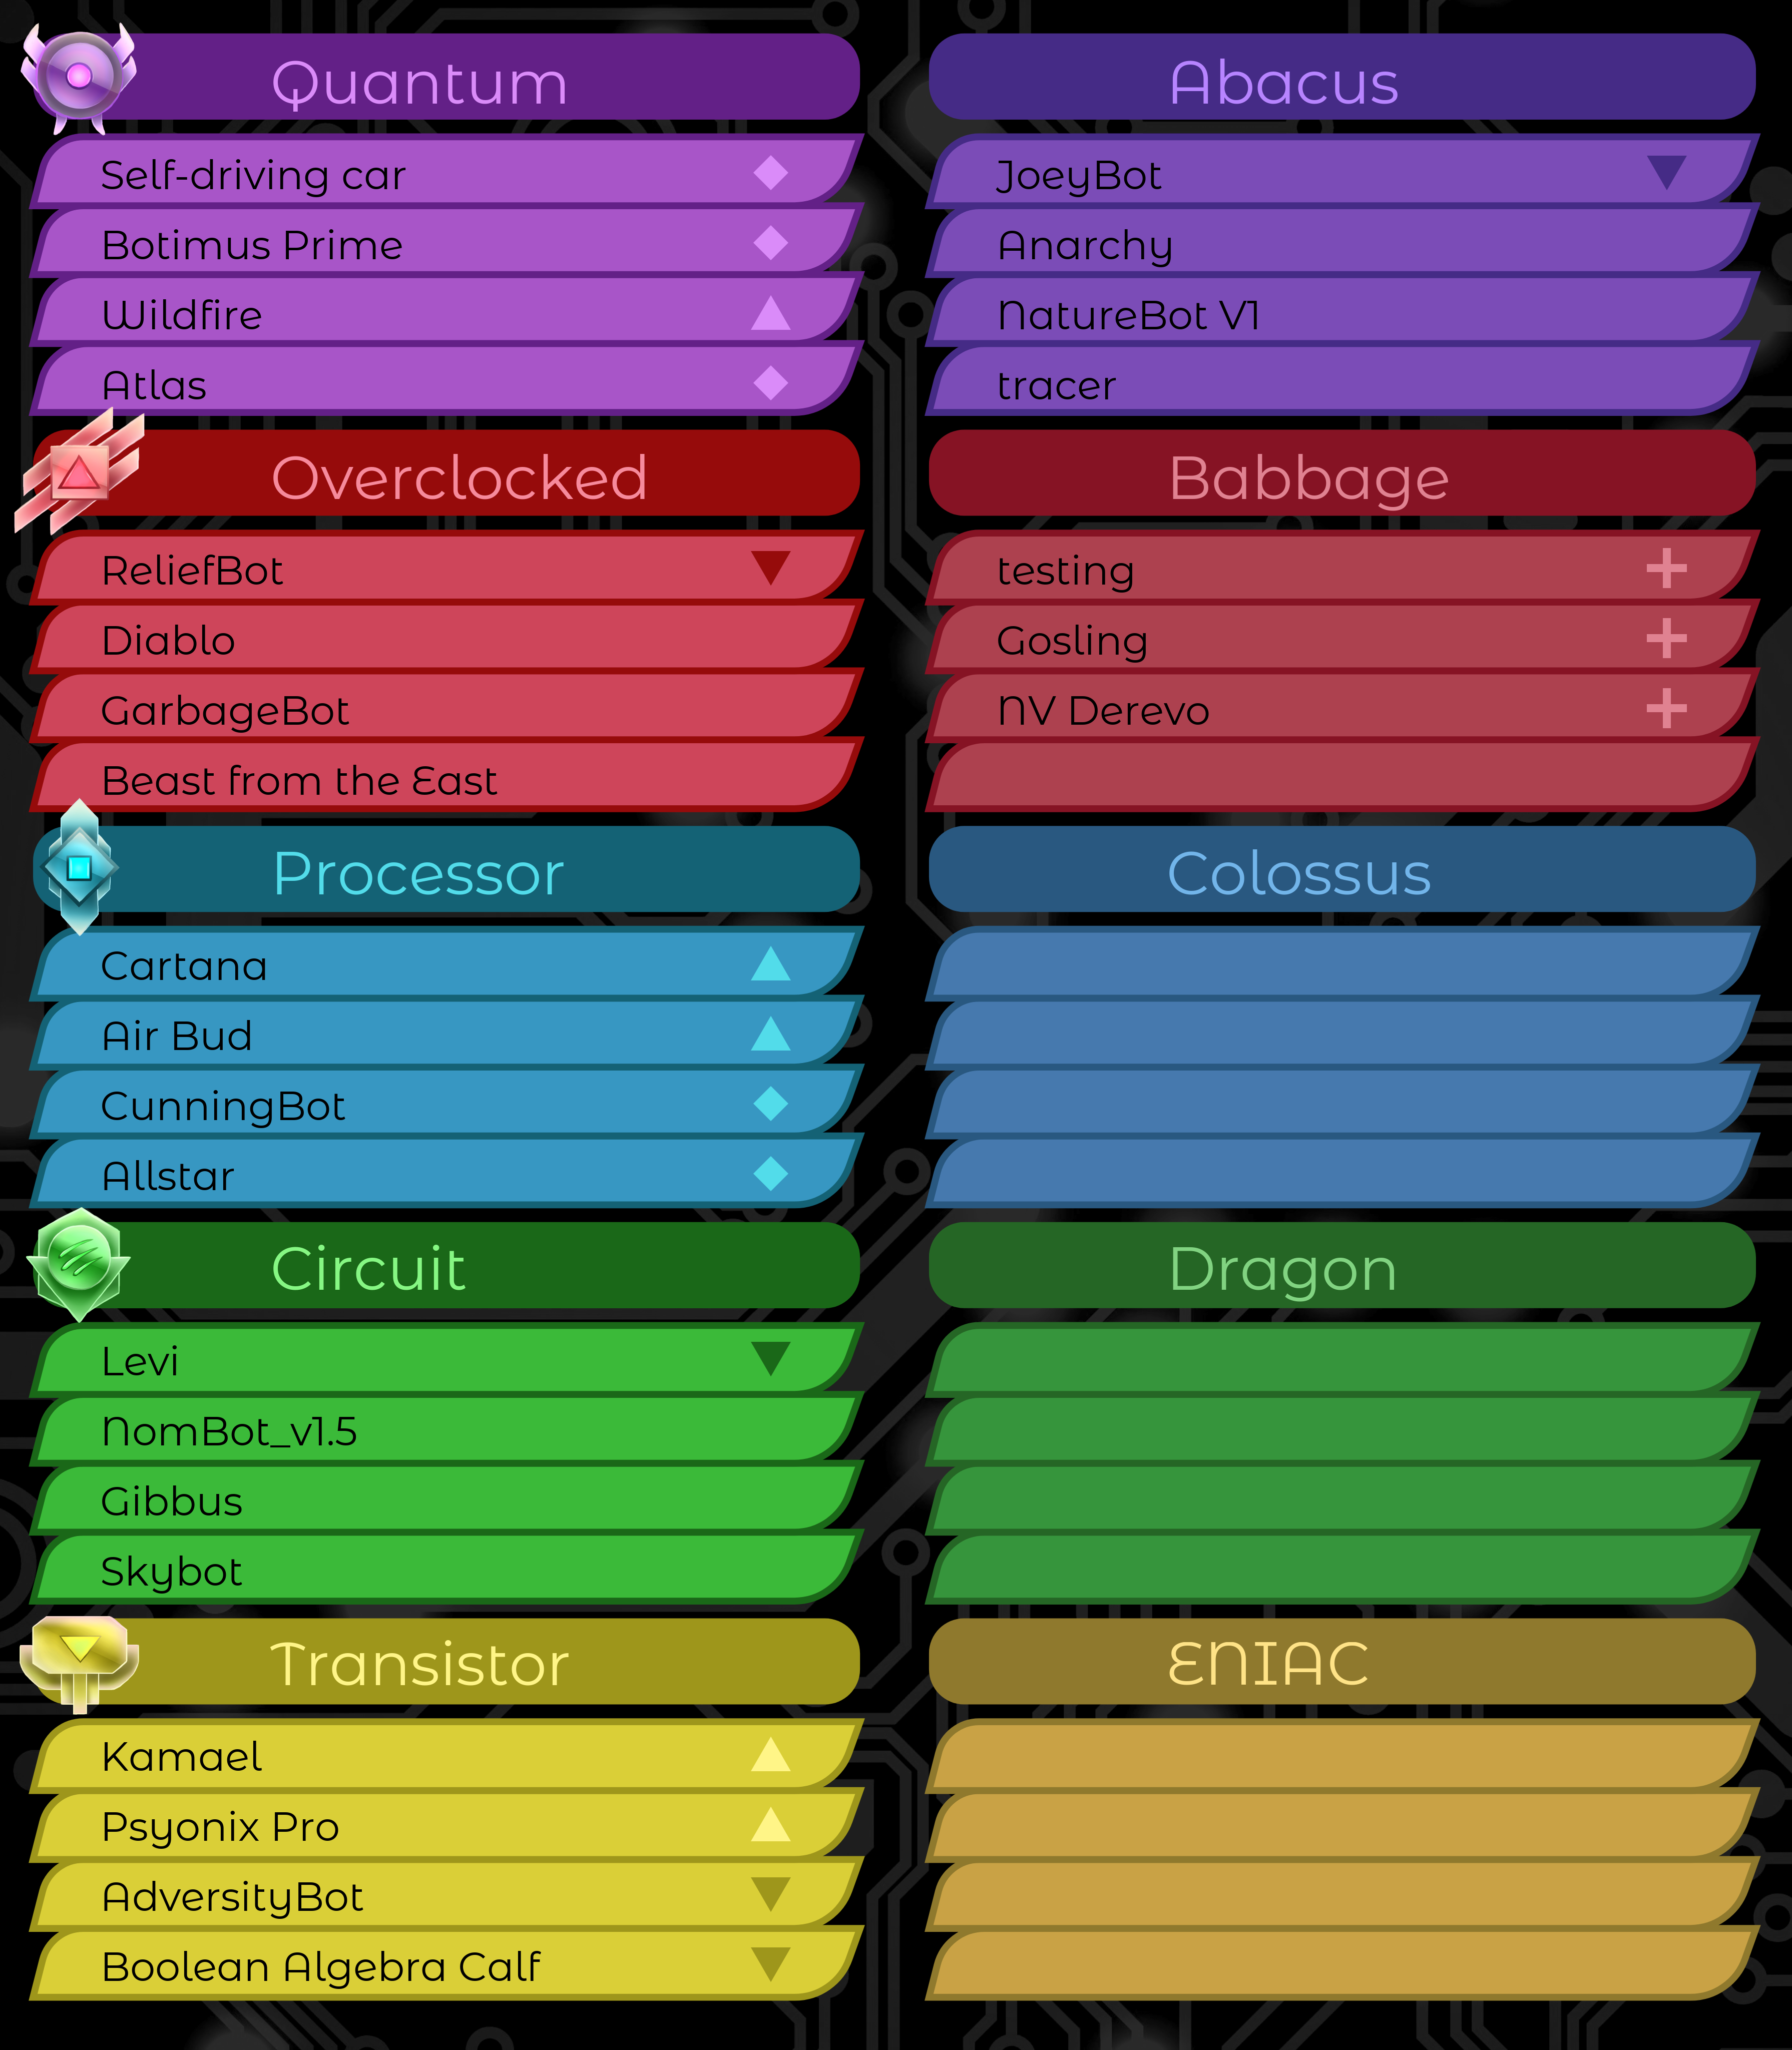 Quantum
Self-driving car
Botimus Prime
Wildfire
Atlas
Overclocked
ReliefBot
Diablo
GarbageBot
Beast from the East
Processor
Cartana
Air Bud
CunningBot
Allstar
Circuit
Levi
NomBot_v1.5
Gibbus
Skybot
Transistor
Kamael
Psyonix Pro
AdversityBot
Boolean Algebra Calf
Abacus
JoeyBot
Anarchy
NatureBot V1
tracer
Babbage
testing
Gosling
NV Derevo
Colossus
Dragon
ENIAC